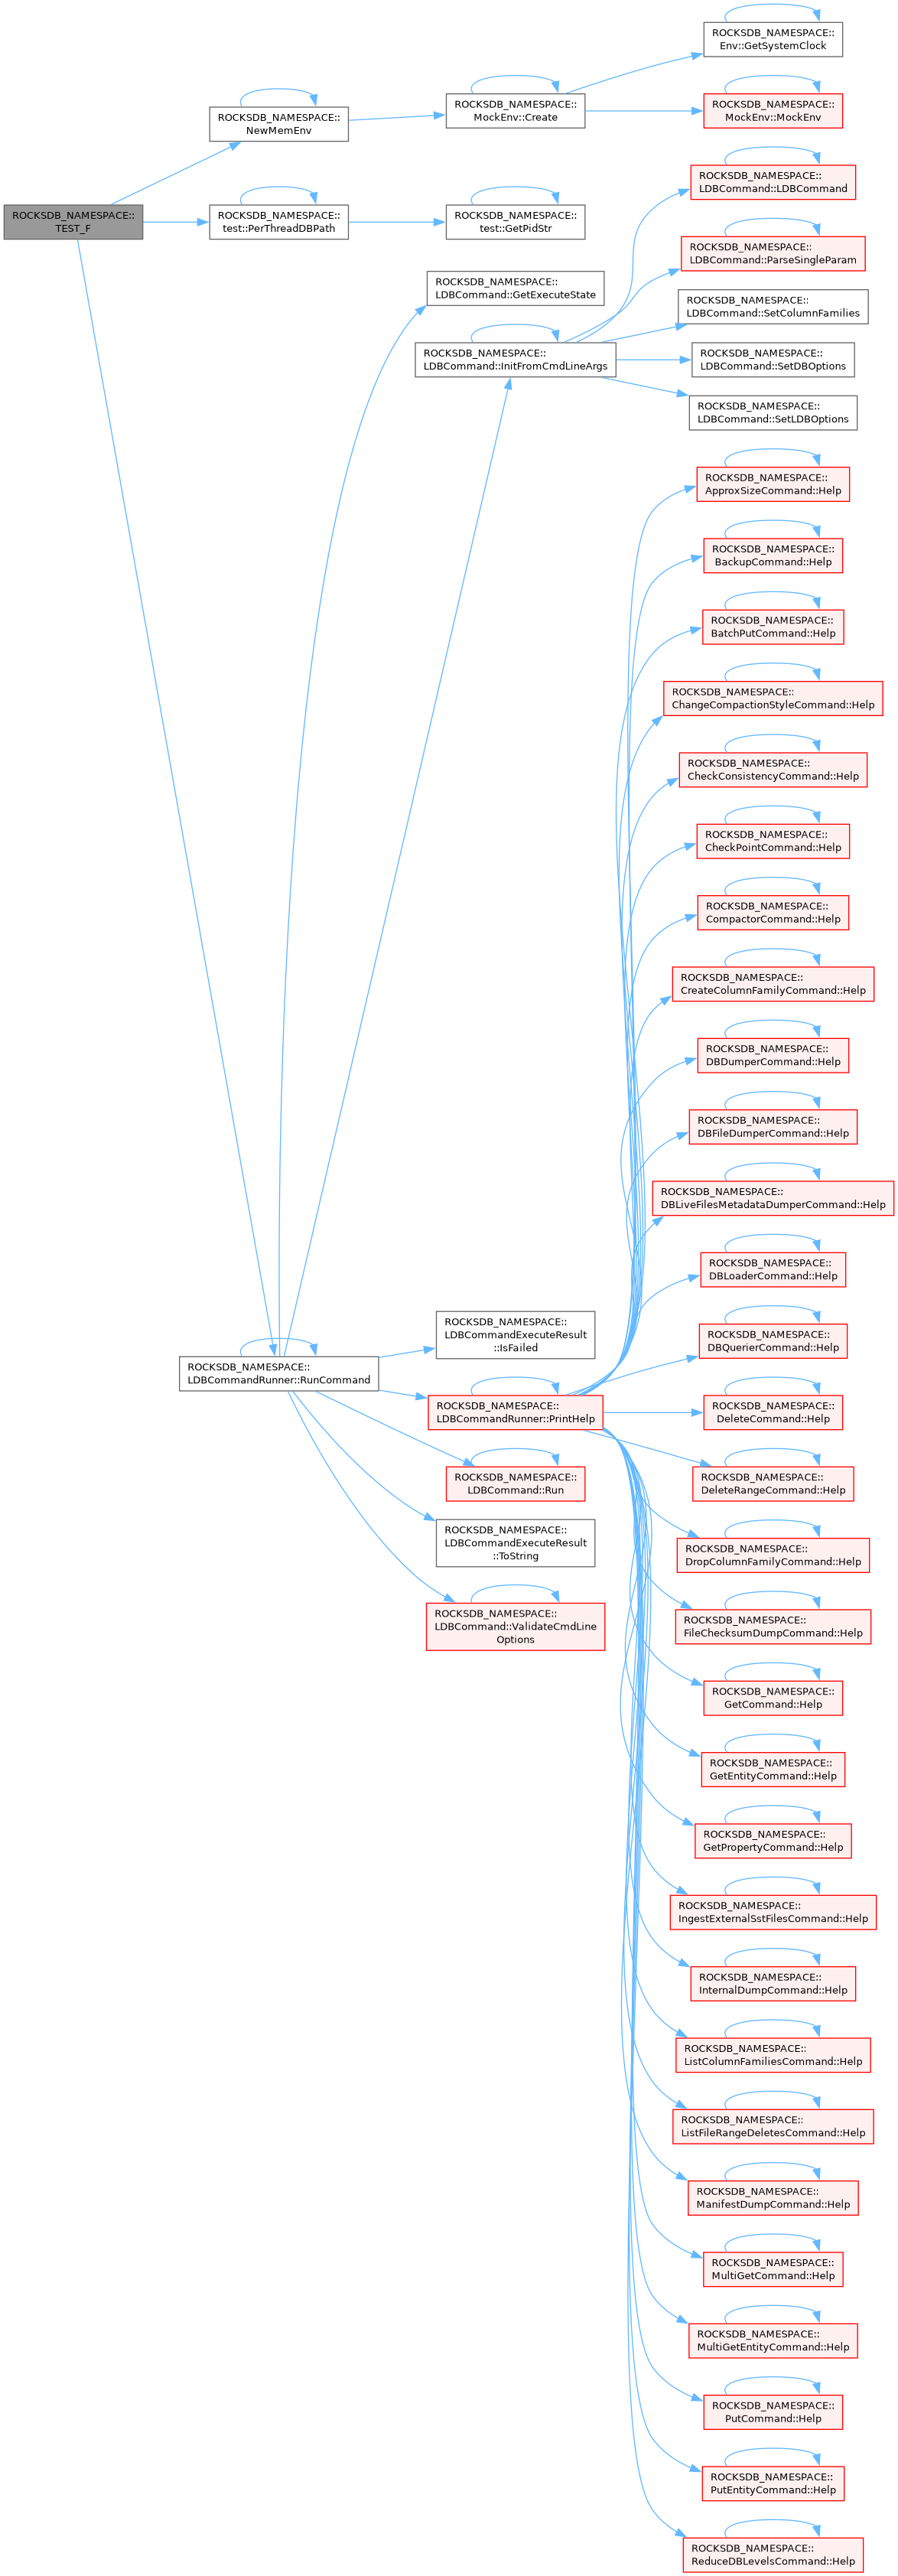 ROCKSDB_NAMESPACE::
TEST_F
ROCKSDB_NAMESPACE::
NewMemEnv
ROCKSDB_NAMESPACE::
test::PerThreadDBPath
ROCKSDB_NAMESPACE::
LDBCommandRunner::RunCommand
ROCKSDB_NAMESPACE::
MockEnv::Create
ROCKSDB_NAMESPACE::
test::GetPidStr
ROCKSDB_NAMESPACE::
LDBCommand::GetExecuteState
ROCKSDB_NAMESPACE::
LDBCommand::InitFromCmdLineArgs
ROCKSDB_NAMESPACE::
LDBCommandExecuteResult
::IsFailed
ROCKSDB_NAMESPACE::
LDBCommandRunner::PrintHelp
ROCKSDB_NAMESPACE::
LDBCommand::Run
ROCKSDB_NAMESPACE::
LDBCommandExecuteResult
::ToString
ROCKSDB_NAMESPACE::
LDBCommand::ValidateCmdLine
Options
ROCKSDB_NAMESPACE::
Env::GetSystemClock
ROCKSDB_NAMESPACE::
MockEnv::MockEnv
ROCKSDB_NAMESPACE::
LDBCommand::LDBCommand
ROCKSDB_NAMESPACE::
LDBCommand::ParseSingleParam
ROCKSDB_NAMESPACE::
LDBCommand::SetColumnFamilies
ROCKSDB_NAMESPACE::
LDBCommand::SetDBOptions
ROCKSDB_NAMESPACE::
LDBCommand::SetLDBOptions
ROCKSDB_NAMESPACE::
ApproxSizeCommand::Help
ROCKSDB_NAMESPACE::
BackupCommand::Help
ROCKSDB_NAMESPACE::
BatchPutCommand::Help
ROCKSDB_NAMESPACE::
ChangeCompactionStyleCommand::Help
ROCKSDB_NAMESPACE::
CheckConsistencyCommand::Help
ROCKSDB_NAMESPACE::
CheckPointCommand::Help
ROCKSDB_NAMESPACE::
CompactorCommand::Help
ROCKSDB_NAMESPACE::
CreateColumnFamilyCommand::Help
ROCKSDB_NAMESPACE::
DBDumperCommand::Help
ROCKSDB_NAMESPACE::
DBFileDumperCommand::Help
ROCKSDB_NAMESPACE::
DBLiveFilesMetadataDumperCommand::Help
ROCKSDB_NAMESPACE::
DBLoaderCommand::Help
ROCKSDB_NAMESPACE::
DBQuerierCommand::Help
ROCKSDB_NAMESPACE::
DeleteCommand::Help
ROCKSDB_NAMESPACE::
DeleteRangeCommand::Help
ROCKSDB_NAMESPACE::
DropColumnFamilyCommand::Help
ROCKSDB_NAMESPACE::
FileChecksumDumpCommand::Help
ROCKSDB_NAMESPACE::
GetCommand::Help
ROCKSDB_NAMESPACE::
GetEntityCommand::Help
ROCKSDB_NAMESPACE::
GetPropertyCommand::Help
ROCKSDB_NAMESPACE::
IngestExternalSstFilesCommand::Help
ROCKSDB_NAMESPACE::
InternalDumpCommand::Help
ROCKSDB_NAMESPACE::
ListColumnFamiliesCommand::Help
ROCKSDB_NAMESPACE::
ListFileRangeDeletesCommand::Help
ROCKSDB_NAMESPACE::
ManifestDumpCommand::Help
ROCKSDB_NAMESPACE::
MultiGetCommand::Help
ROCKSDB_NAMESPACE::
MultiGetEntityCommand::Help
ROCKSDB_NAMESPACE::
PutCommand::Help
ROCKSDB_NAMESPACE::
PutEntityCommand::Help
ROCKSDB_NAMESPACE::
ReduceDBLevelsCommand::Help